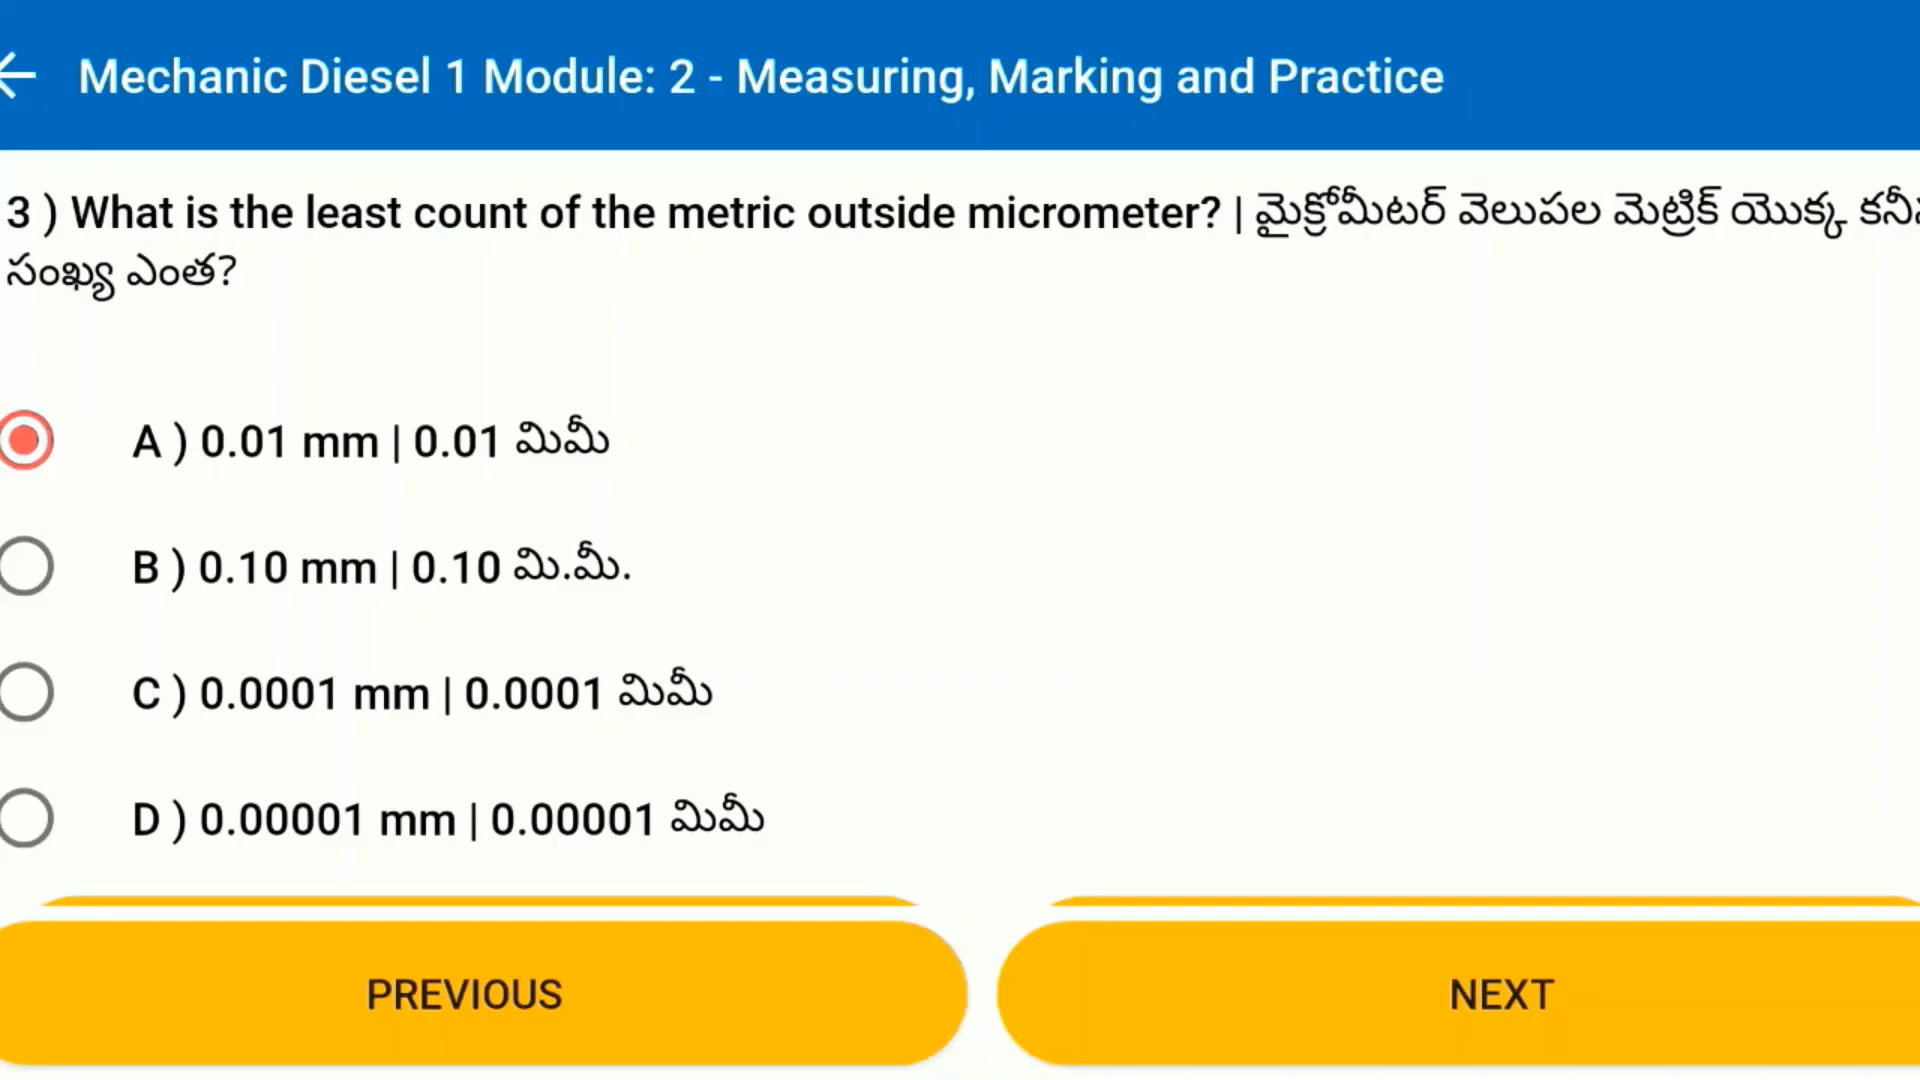 Mechanic Diesel 1 Module: 2 - Measuring, Marking and Practice
3 ) What is the least count of the metric outside micrometer? | మైక్రోమీటర్ వెలుపల మెట్రిక్ యొక్క
సంఖ్య ఎంత?
A ) 0.01 mm | 0.01 మిమీ
B ) 0.10 mm | 0.10 మి.మీ.
C ) 0.0001 mm | 0.0001 మిమీ
D ) 0.00001 mm | 0.00001 మిమీ
PREVIOUS
NEXT